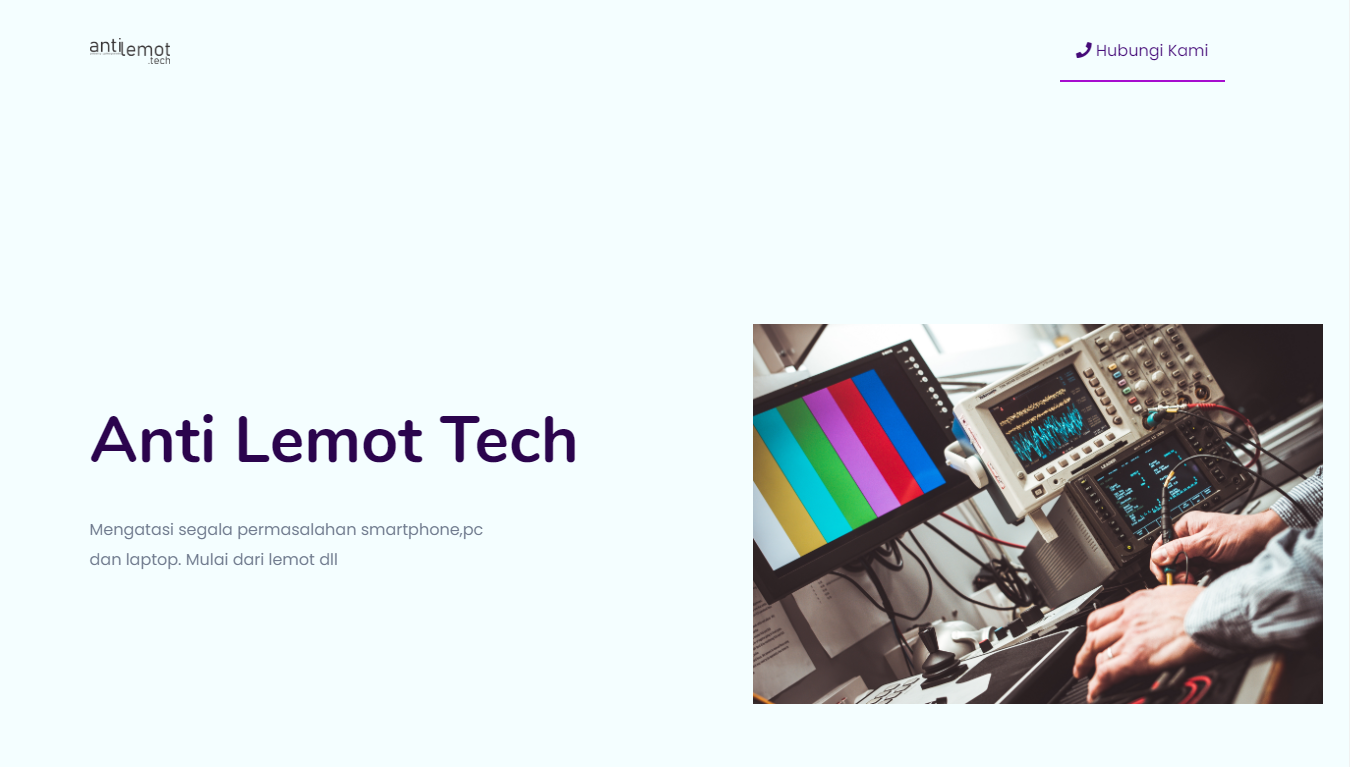 antilemot
.tech
Hubungi Kami
Anti Lemot Tech
Mengatasi segala permasalahan smartphone,pc
dan laptop. Mulai dari lemot dll